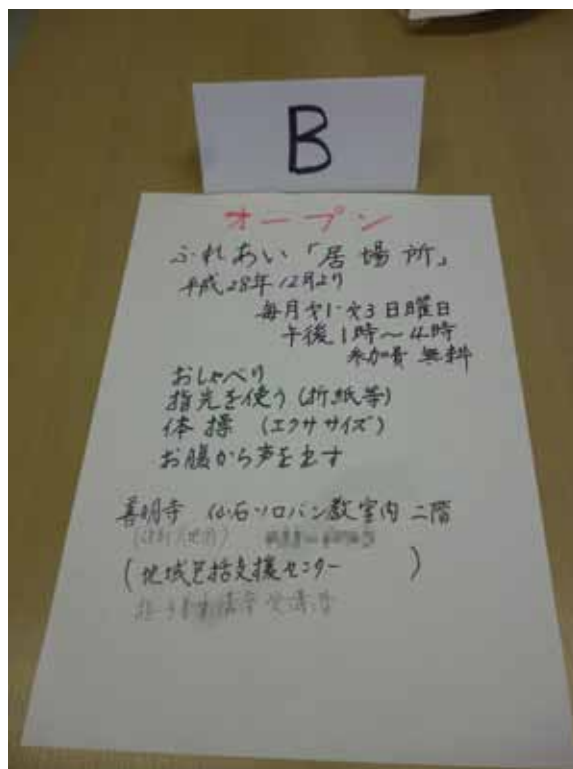 B
オープン
ふれあい「居場所」
平成28年12月より
毎月才1・才3日曜日
午後1時~4時
参加費 無料
おしゃべり
指先を使う(折紙等)
体操 (エクササイズ)
お腹から声を出す
善明寺 仙石ソロバン教室内 二階
(地域包括支援センター )